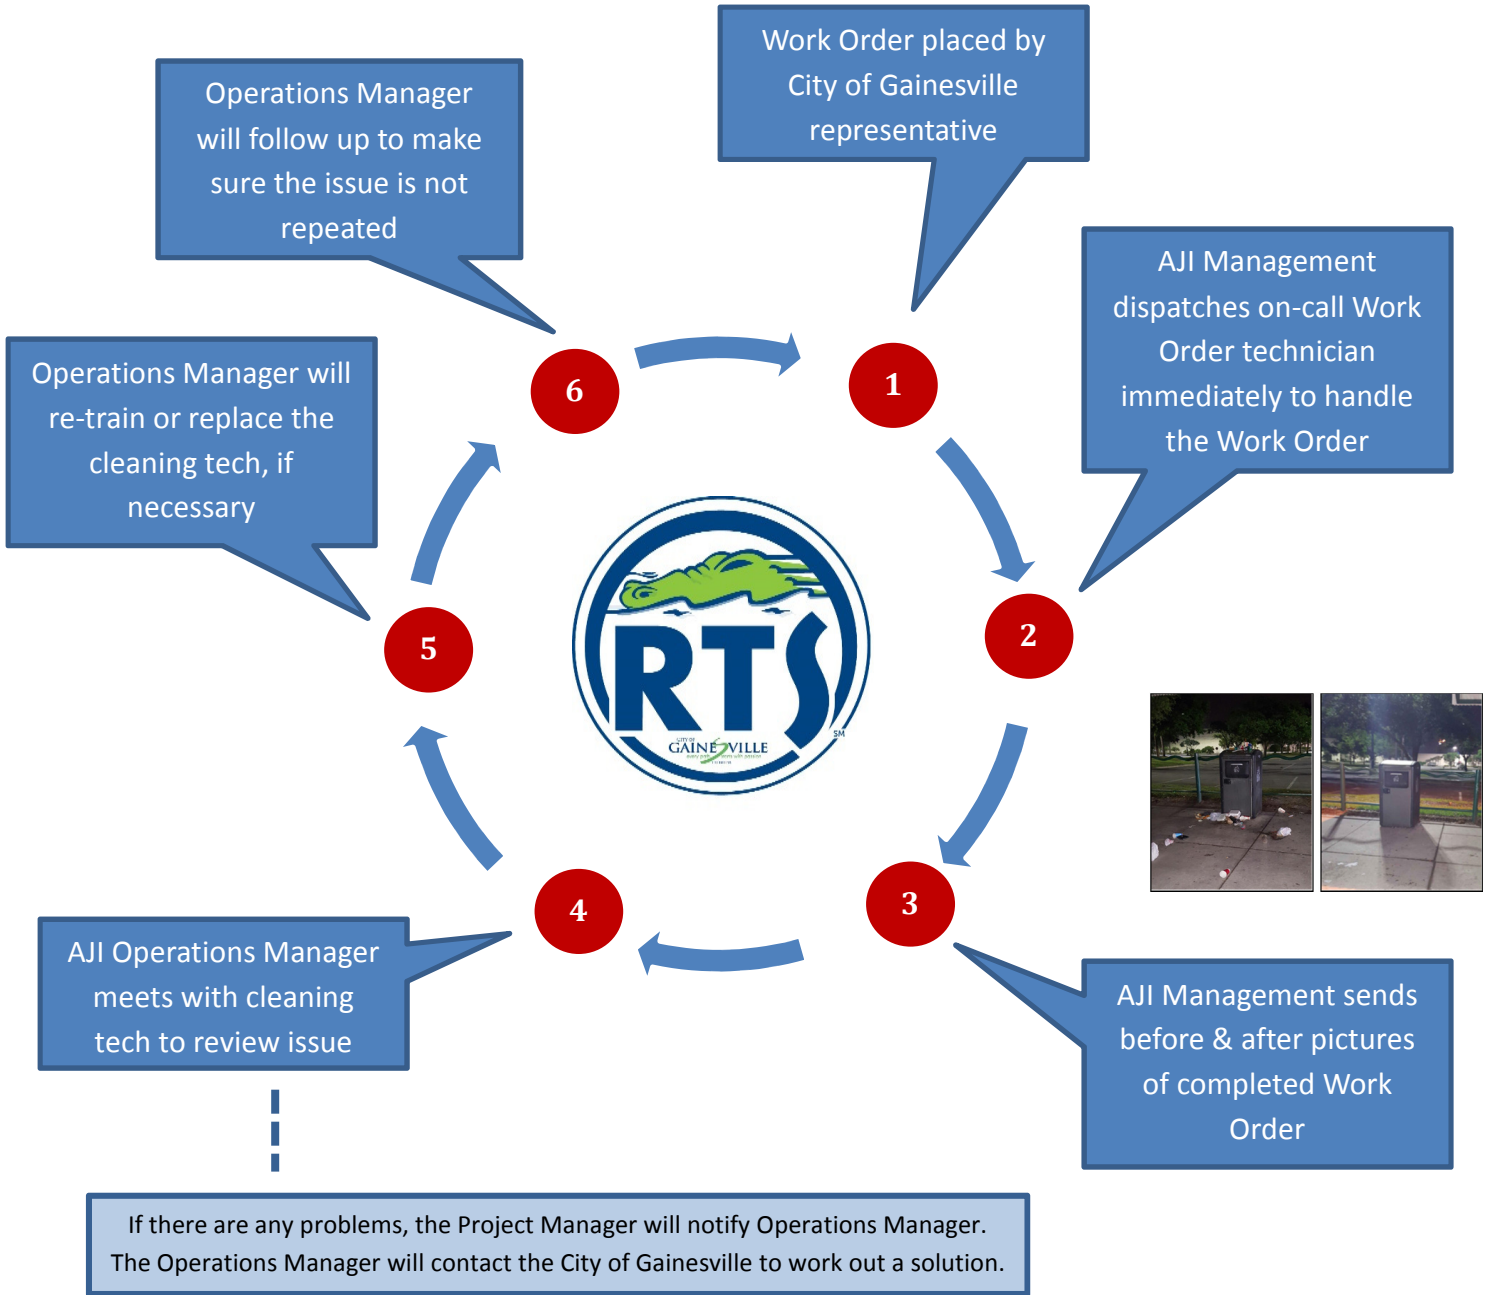 Work Order placed by
City of Gainesville
representative
Operations Manager
will follow up to make
sure the issue is not
repeated
AJI Management
dispatches on-call Work
Order technician
immediately to handle
the Work Order
Operations Manager will
re-train or replace the
cleaning tech, if
necessary
6
1
5
2
RTS
SM
CITY OF
GAINESVILLE
4
3
AJI Operations Manager
meets with cleaning
tech to review issue
AJI Management sends
before & after pictures
of completed Work
Order
If there are any problems, the Project Manager will notify Operations Manager.
The Operations Manager will contact the City of Gainesville to work out a solution.